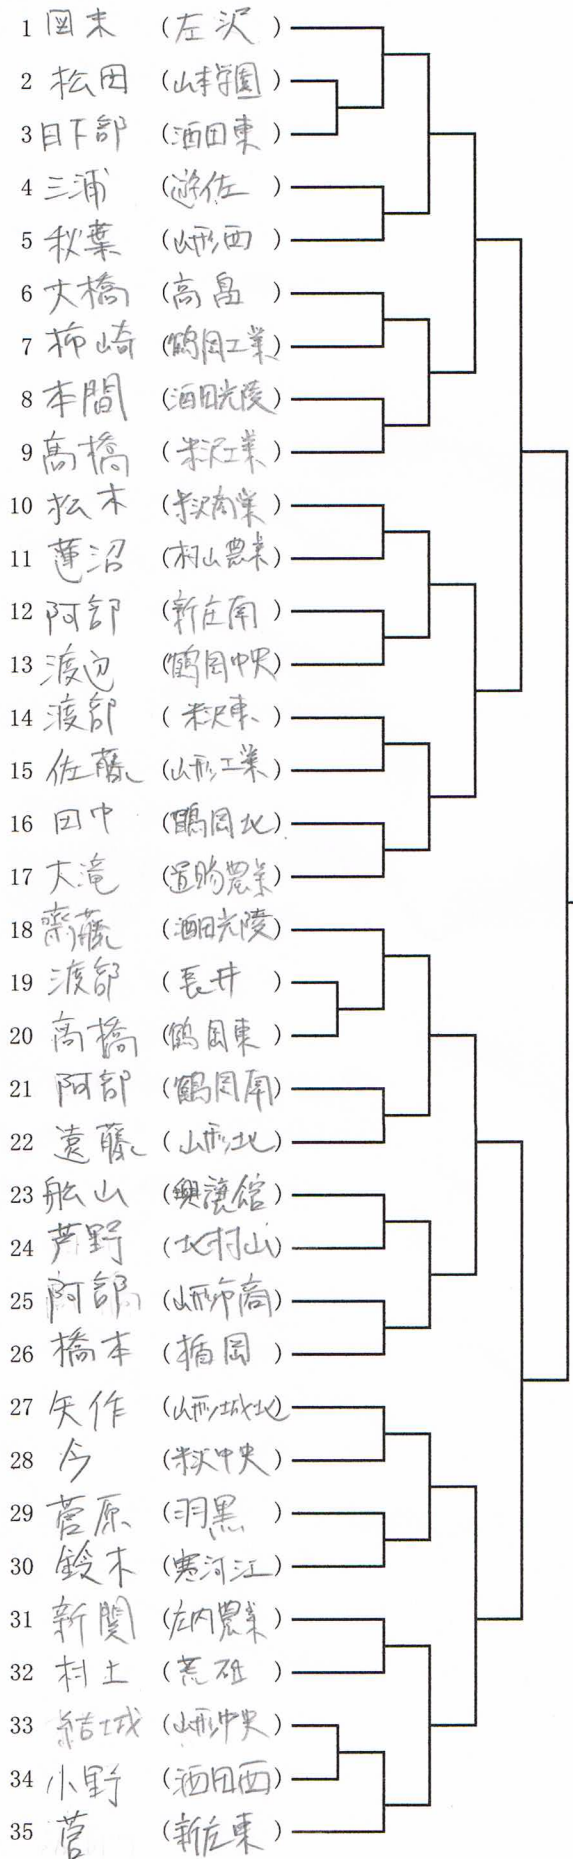 1 岡末 (左沢)
2 松田 (山本学園)
3 日下部 (酒田東)
4 三浦 (遊佐)
5 秋葉 (山形西)
6 大橋 (高畠)
7 柿崎 (鶴岡工業)
8 本間 (酒田光陵)
9 高橋 (米沢工業)
10 松木 (米沢商業)
11 蓮沼 (村山農業)
12 阿部 (新庄南)
13 渡辺 (鶴岡中央)
14 渡部 (米沢東)
15 佐藤 (山形工業)
16 田中 (鶴岡北)
17 大滝 (置賜農業)
18 齋藤 (酒田光陵)
19 渡部 (長井)
20 高橋 (鶴岡東)
21 阿部 (鶴岡南)
22 遠藤 (山形北)
23 舩山 (興譲館)
24 芦野 (北村山)
25 阿部 (山形市商)
26 橋本 (楯岡)
27 矢作 (山形城北)
28 今 (米沢中央)
29 菅原 (羽黒)
30 鈴木 (寒河江)
31 新関 (庄内農業)
32 村土 (荒砥)
33 結城 (山形中央)
34 小野 (酒田西)
35 菅 (新庄東)